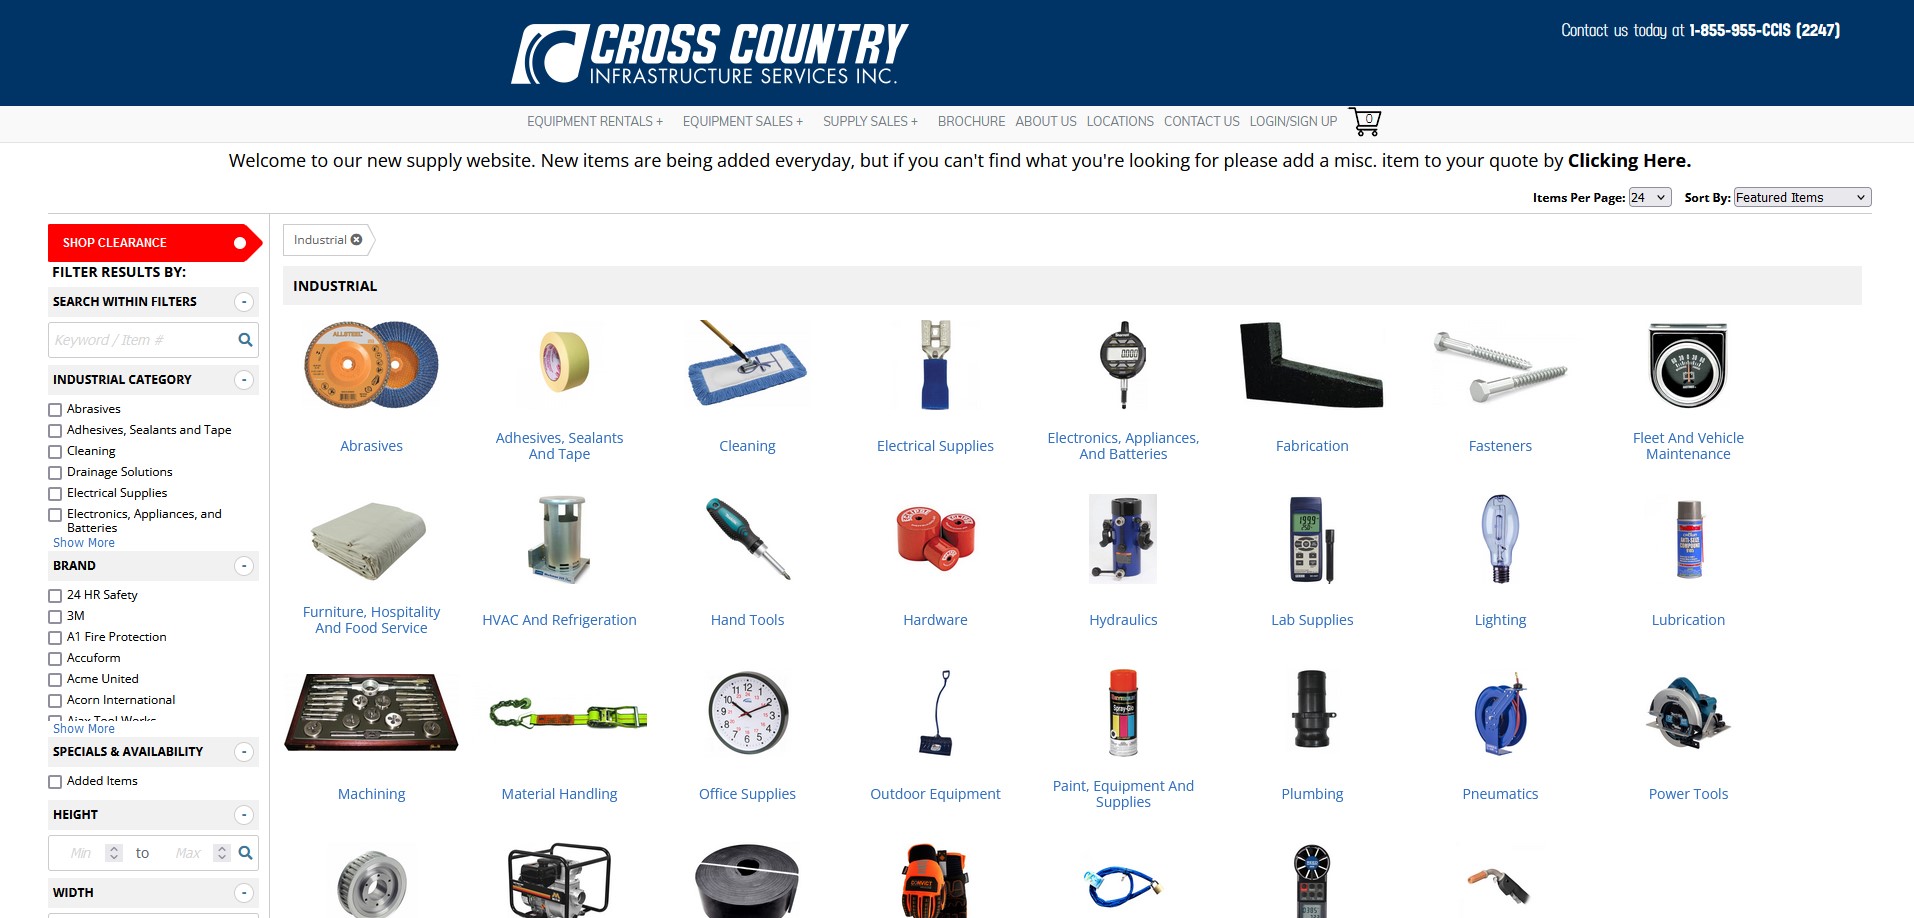 CROSS COUNTRY
INFRASTRUCTURE SERVICES INC.
Contact us today at 1-855-955-CCIS (2247)
EQUIPMENT RENTALS + EQUIPMENT SALES + SUPPLY SALES + BROCHURE ABOUT US LOCATIONS CONTACT US LOGIN/SIGN UP 0
Welcome to our new supply website. New items are being added everyday, but if you can't find what you're looking for please add a misc. item to your quote by Clicking Here.
Items Per Page: 24 Sort By: Featured Items
SHOP CLEARANCE
FILTER RESULTS BY:
SEARCH WITHIN FILTERS -
Keyword / Item #
INDUSTRIAL CATEGORY -
Abrasives
Adhesives, Sealants and Tape
Cleaning
Drainage Solutions
Electrical Supplies
Electronics, Appliances, and
Batteries
Show More
BRAND -
24 HR Safety
3M
A1 Fire Protection
Accuform
Acme United
Acorn International
Ajax Tool Works
Show More
SPECIALS & AVAILABILITY -
Added Items
HEIGHT -
Min to Max
WIDTH -
Industrial
INDUSTRIAL
Abrasives
Adhesives, Sealants
And Tape
Cleaning
Electrical Supplies
Electronics, Appliances,
And Batteries
Fabrication
Fasteners
Fleet And Vehicle
Maintenance
Furniture, Hospitality
And Food Service
HVAC And Refrigeration
Hand Tools
Hardware
Hydraulics
Lab Supplies
Lighting
Lubrication
Machining
Material Handling
Office Supplies
Outdoor Equipment
Paint, Equipment And
Supplies
Plumbing
Pneumatics
Power Tools